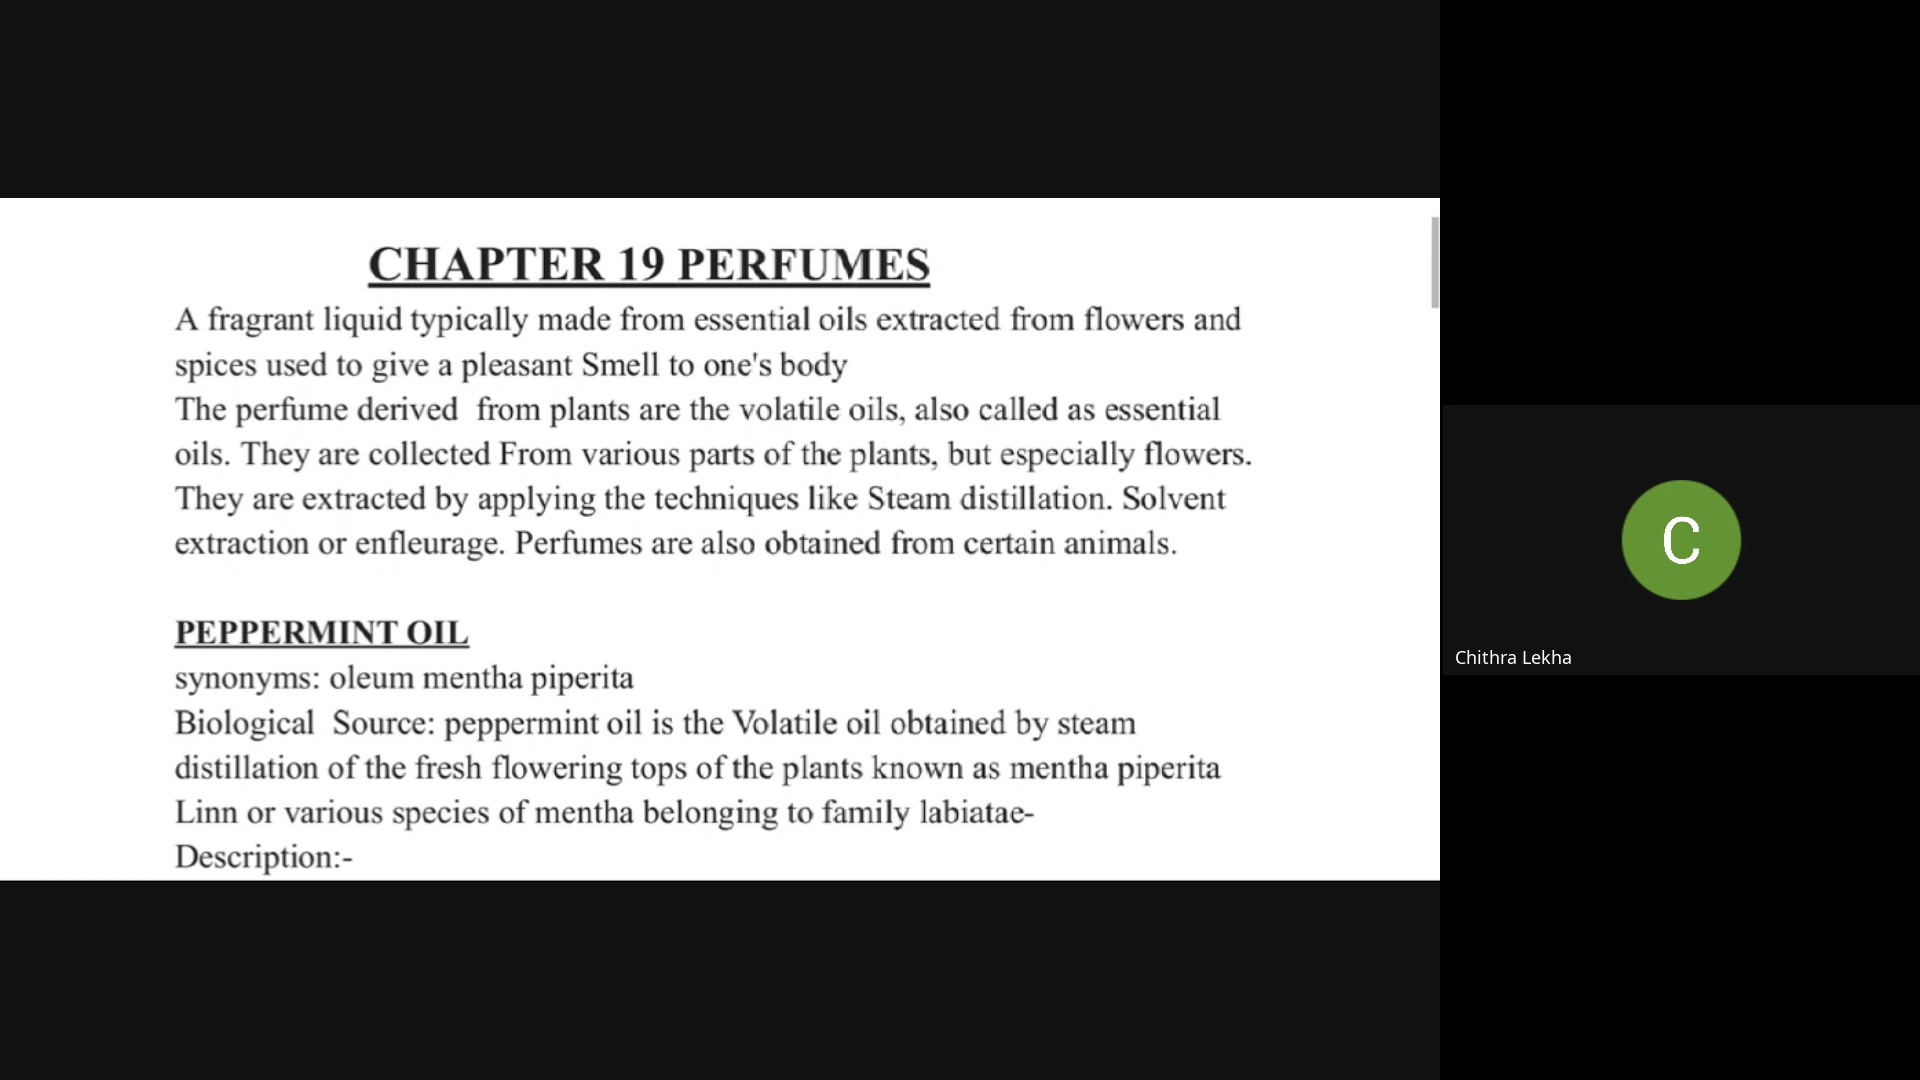 CHAPTER 19 PERFUMES
A fragrant liquid typically made from essential oils extracted from flowers and
spices used to give a pleasant Smell to one's body
The perfume derived  from plants are the volatile oils, also called as essential
oils. They are collected From various parts of the plants, but especially flowers.
They are extracted by applying the techniques like Steam distillation. Solvent
extraction or enfleurage. Perfumes are also obtained from certain animals.
PEPPERMINT OIL
synonyms: oleum mentha piperita
Biological  Source: peppermint oil is the Volatile oil obtained by steam
distillation of the fresh flowering tops of the plants known as mentha piperita
Linn or various species of mentha belonging to family labiatae-
Description:-
C
Chithra Lekha